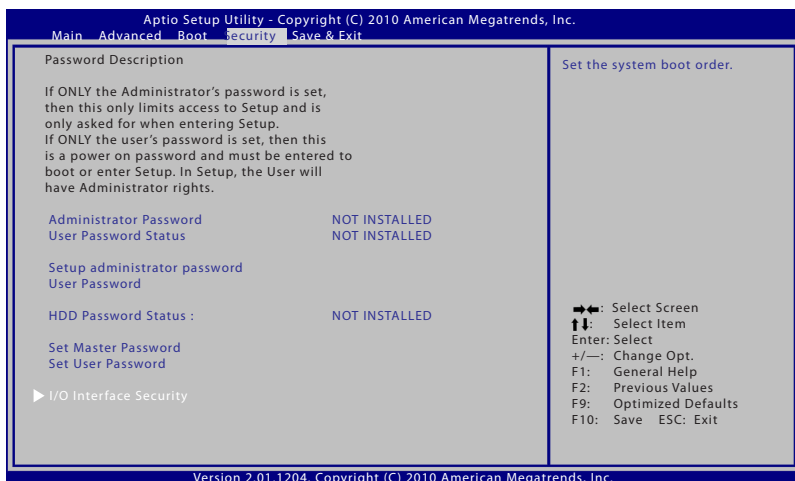 Aptio Setup Utility - Copyright (C) 2010 American Megatrends, Inc.
Main Advanced Boot Security Save & Exit
Password Description
If ONLY the Administrator's password is set,
then this only limits access to Setup and is
only asked for when entering Setup.
If ONLY the user's password is set, then this
is a power on password and must be entered to
boot or enter Setup. In Setup, the User will
have Administrator rights.
Administrator Password NOT INSTALLED
User Password Status NOT INSTALLED
Setup administrator password
User Password
HDD Password Status : NOT INSTALLED
Set Master Password
Set User Password
▶ I/O Interface Security
Set the system boot order.
➡⬅: Select Screen
⬆⬇: Select Item
Enter: Select
+/—: Change Opt.
F1: General Help
F2: Previous Values
F9: Optimized Defaults
F10: Save ESC: Exit
Version 2.01.1204. Copyright (C) 2010 American Megatrends, Inc.